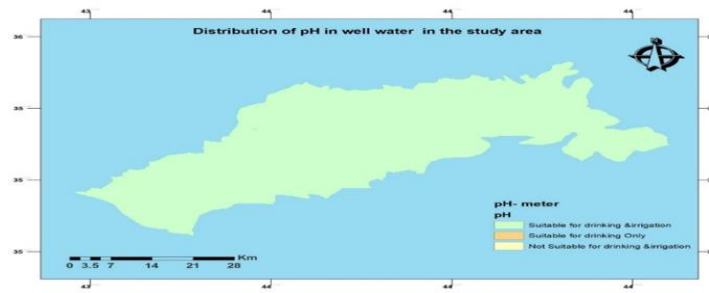 43 44 44 44
36
Distribution of pH in well water in the study area
35
35
35
pH- meter
pH
Suitable for drinking &irrigation
Suitable for drinking Only
Not Suitable for drinking &irrigation
Km
0 3.5 7 14 21 28
43 44 44 44